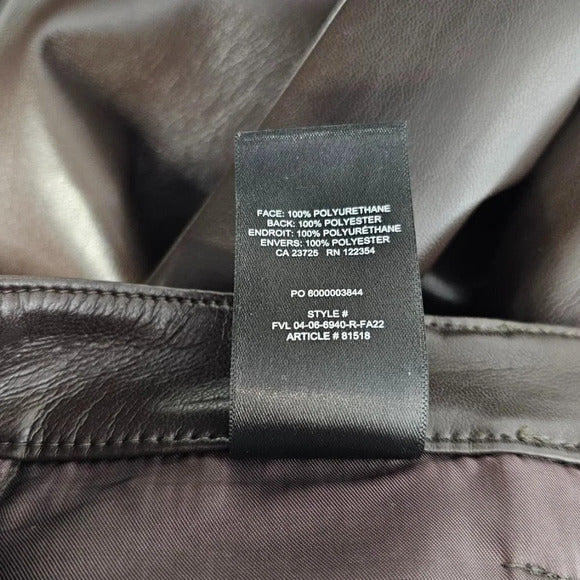 FACE: 100% POLYURETHANE
BACK: 100% POLYESTER
ENDROIT: 100% POLYURÉTHANE
ENVERS: 100% POLYESTER
CA 23725 RN 122354
PO 6000003844
STYLE #
FVL 04-06-6940-R-FA22
ARTICLE # 81518